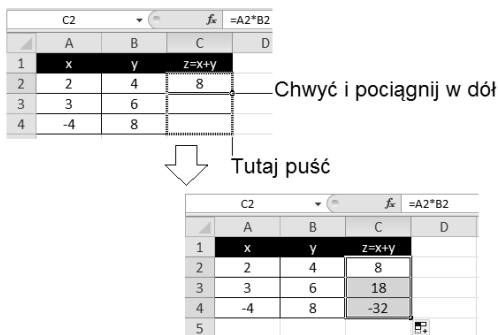 C2 fx =A2*B2
A B C D
1 x y z=x+y
2 2 4 8
3 3 6
4 -4 8
Chwyć i pociągnij w dół
Tutaj puść
C2 fx =A2*B2
A B C D
1 x y z=x+y
2 2 4 8
3 3 6 18
4 -4 8 -32
5